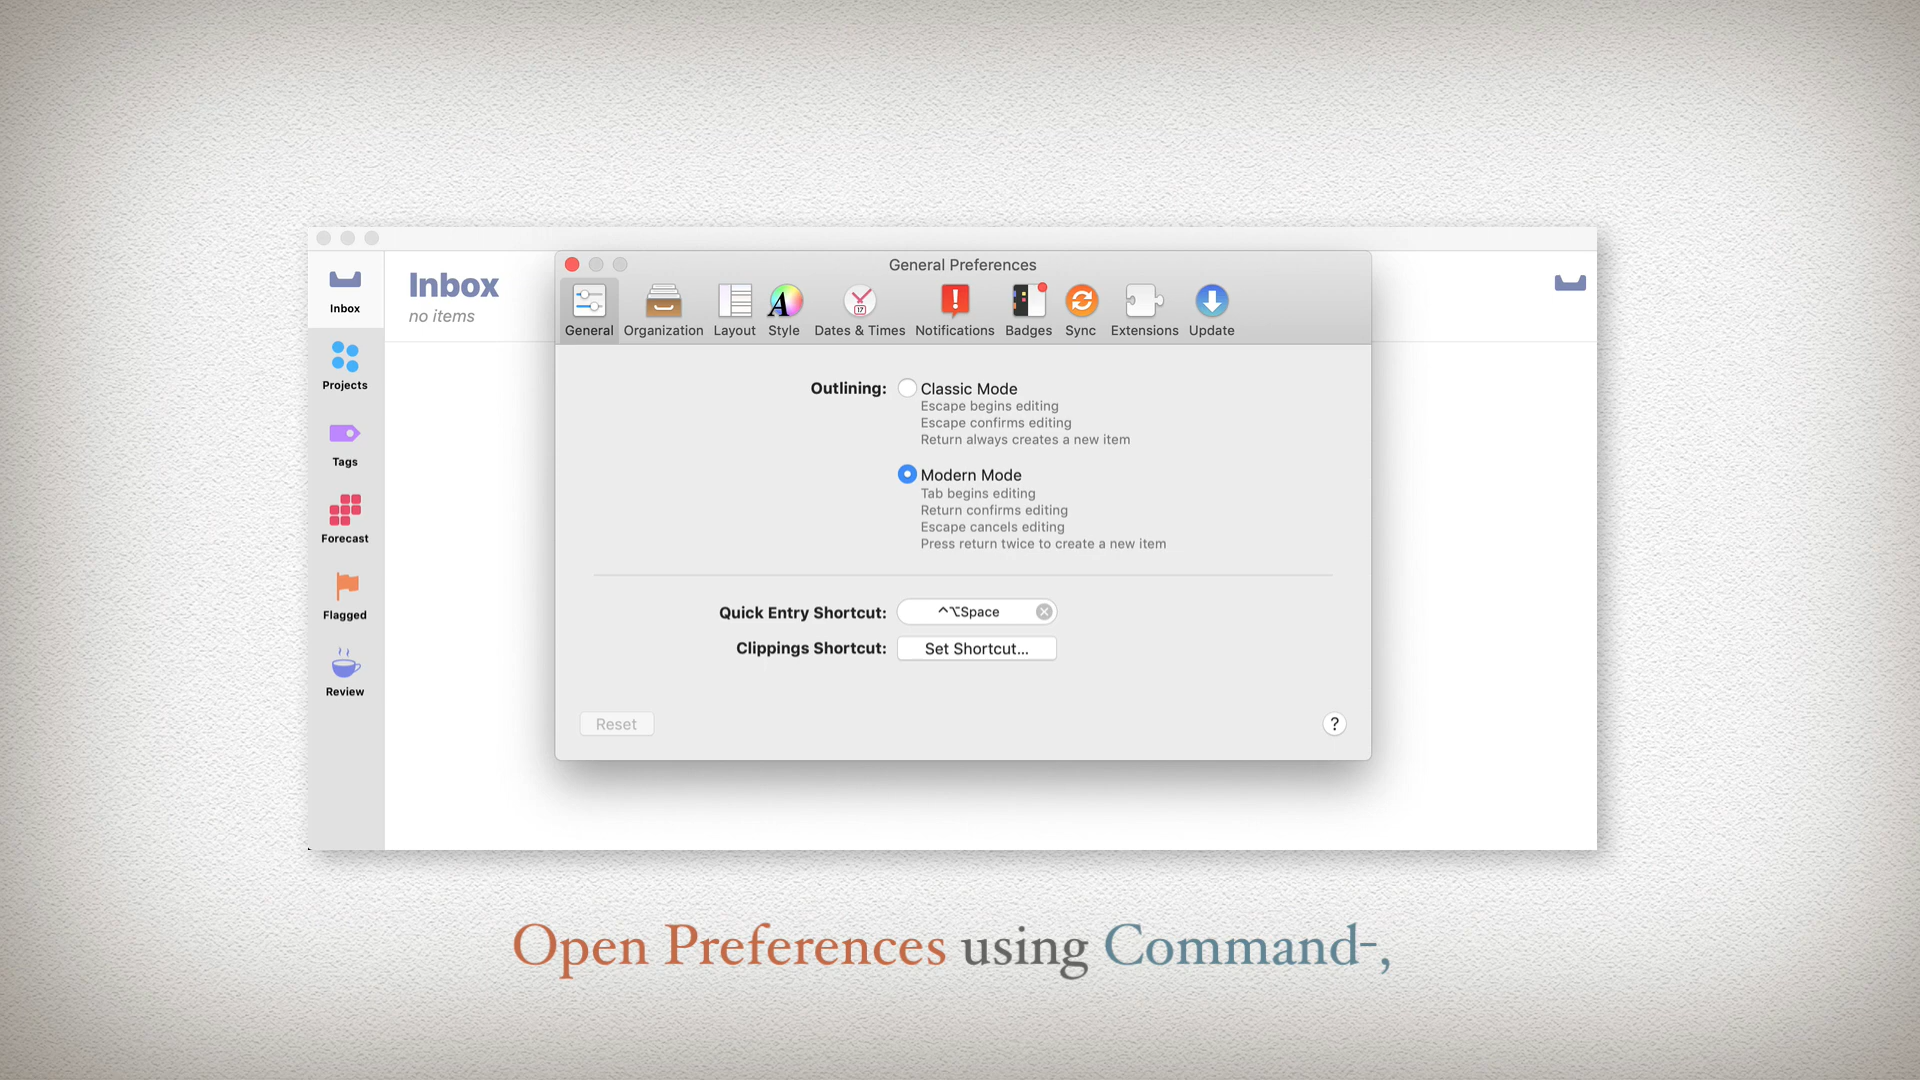 General Preferences
Inbox
no items
Inbox
Projects
Tags
Forecast
Flagged
Review
General
Organization
Layout
Style
Dates & Times
Notifications
Badges
Sync
Extensions
Update
17
Outlining:
Classic Mode
Escape begins editing
Escape confirms editing
Return always creates a new item
Modern Mode
Tab begins editing
Return confirms editing
Escape cancels editing
Press return twice to create a new item
Quick Entry Shortcut: ^⌥Space
Clippings Shortcut: Set Shortcut...
Reset
?
Open Preferences using Command-,